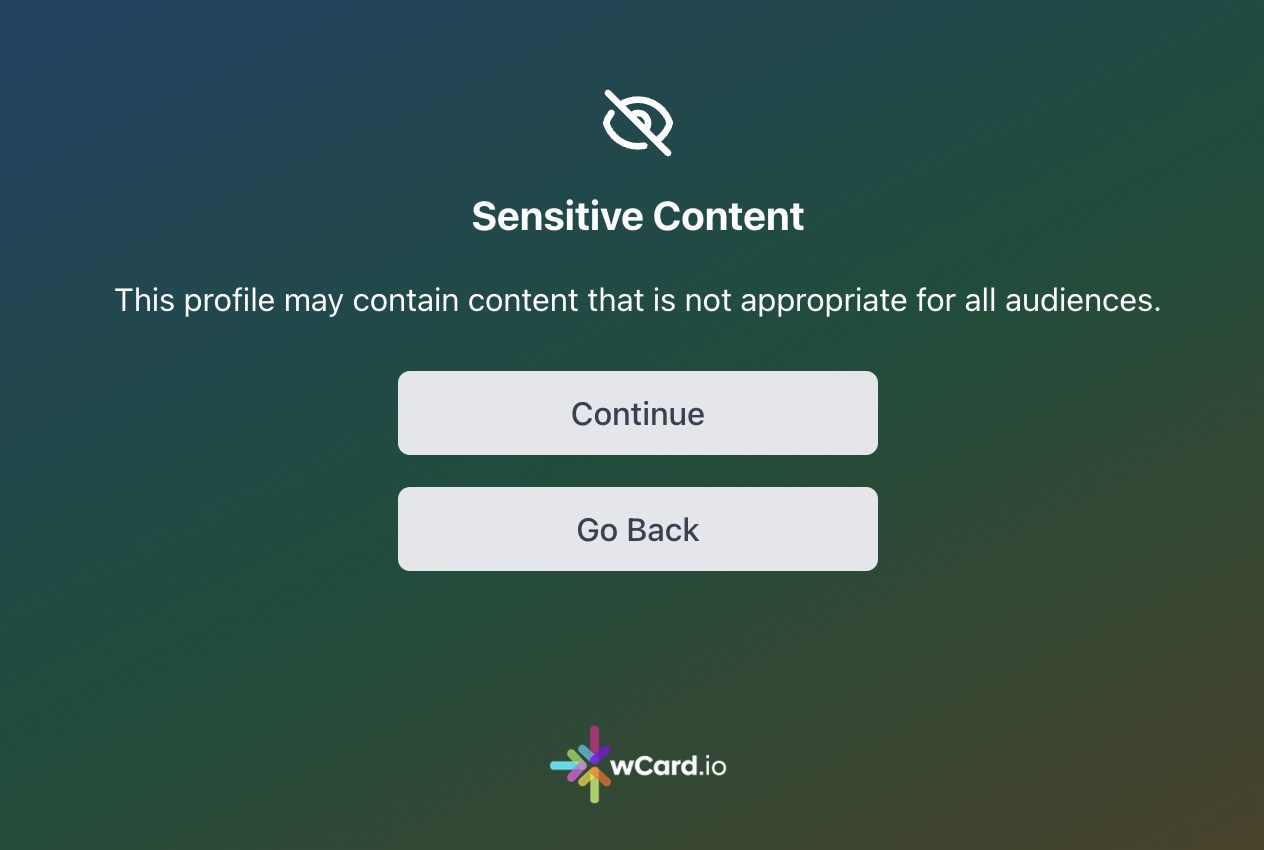 Sensitive Content
This profile may contain content that is not appropriate for all audiences.
Continue
Go Back
wCard.io